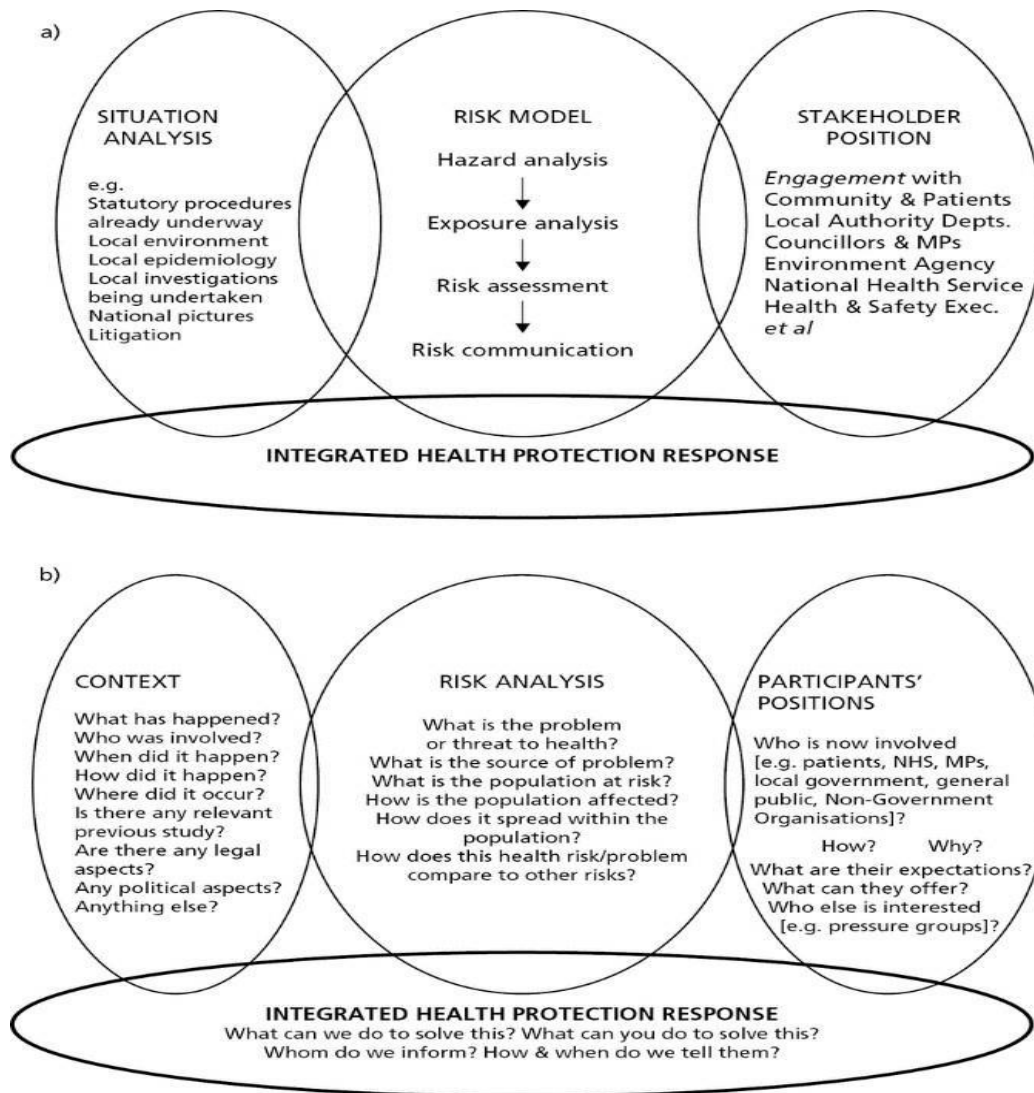 a)
SITUATION
ANALYSIS
e.g.
Statutory procedures
already underway
Local environment
Local epidemiology
Local investigations
being undertaken
National pictures
Litigation
RISK MODEL
Hazard analysis
Exposure analysis
Risk assessment
Risk communication
STAKEHOLDER
POSITION
Engagement with
Community & Patients
Local Authority Depts.
Councillors & MPs
Environment Agency
National Health Service
Health & Safety Exec.
et al
INTEGRATED HEALTH PROTECTION RESPONSE
b)
CONTEXT
What has happened?
Who was involved?
When did it happen?
How did it happen?
Where did it occur?
Is there any relevant
previous study?
Are there any legal
aspects?
Any political aspects?
Anything else?
RISK ANALYSIS
What is the problem
or threat to health?
What is the source of problem?
What is the population at risk?
How is the population affected?
How does it spread within the
population?
How does this health risk/problem
compare to other risks?
PARTICIPANTS'
POSITIONS
Who is now involved
[e.g. patients, NHS, MPs,
local government, general
public, Non-Government
Organisations]?
How? Why?
What are their expectations?
What can they offer?
Who else is interested
[e.g. pressure groups]?
INTEGRATED HEALTH PROTECTION RESPONSE
What can we do to solve this? What can you do to solve this?
Whom do we inform? How & when do we tell them?